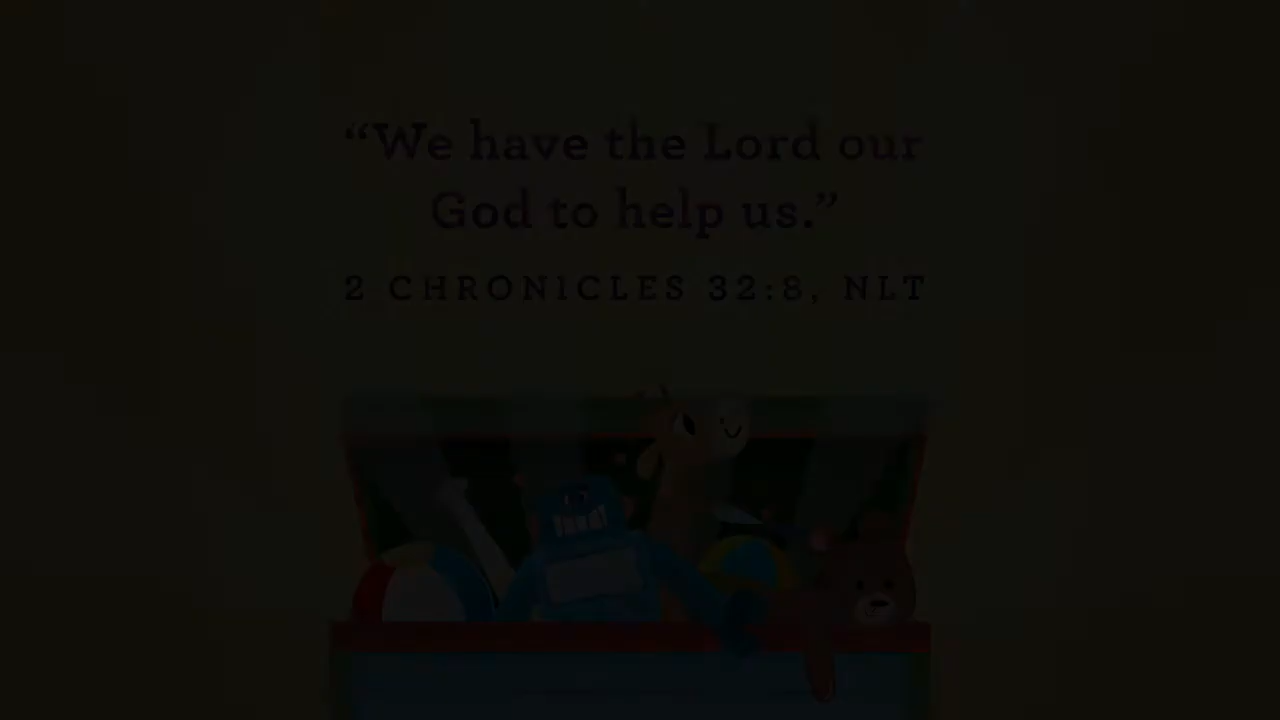 “We have the Lord our
God to help us.”
2 CHRONICLES 32:8, NLT